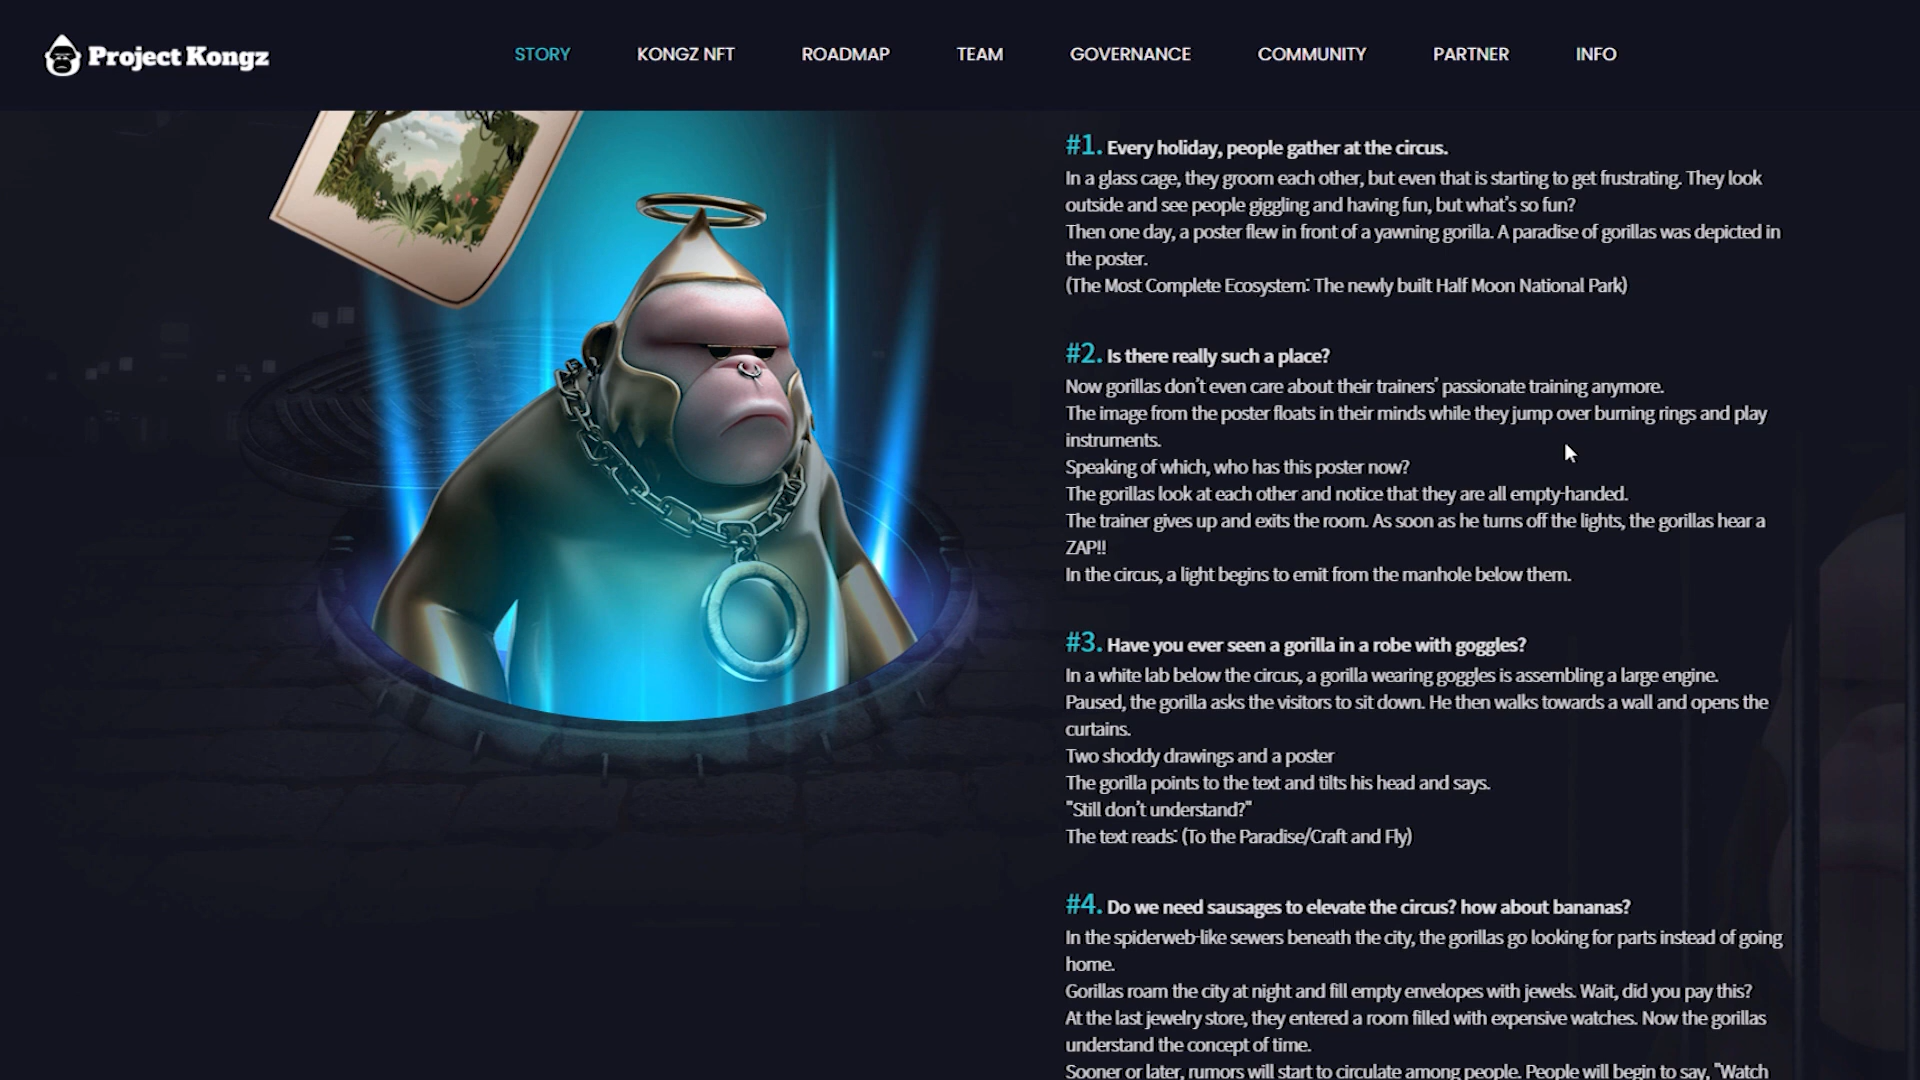 Project Kongz
STORY
KONGZ NFT
ROADMAP
TEAM
GOVERNANCE
COMMUNITY
PARTNER
INFO
#1. Every holiday, people gather at the circus.
In a glass cage, they groom each other, but even that is starting to get frustrating. They look
outside and see people giggling and having fun, but what's so fun?
Then one day, a poster flew in front of a yawning gorilla. A paradise of gorillas was depicted in
the poster.
(The Most Complete Ecosystem: The newly built Half Moon National Park)
#2. Is there really such a place?
Now gorillas don't even care about their trainers' passionate training anymore.
The image from the poster floats in their minds while they jump over burning rings and play
instruments.
Speaking of which, who has this poster now?
The gorillas look at each other and notice that they are all empty-handed.
The trainer gives up and exits the room. As soon as he turns off the lights, the gorillas hear a
ZAP!!
In the circus, a light begins to emit from the manhole below them.
#3. Have you ever seen a gorilla in a robe with goggles?
In a white lab below the circus, a gorilla wearing goggles is assembling a large engine.
Paused, the gorilla asks the visitors to sit down. He then walks towards a wall and opens the
curtains.
Two shoddy drawings and a poster
The gorilla points to the text and tilts his head and says.
"Still don't understand?"
The text reads: (To the Paradise/Craft and Fly)
#4. Do we need sausages to elevate the circus? how about bananas?
In the spiderweb-like sewers beneath the city, the gorillas go looking for parts instead of going
home.
Gorillas roam the city at night and fill empty envelopes with jewels. Wait, did you pay this?
At the last jewelry store, they entered a room filled with expensive watches. Now the gorillas
understand the concept of time.
Sooner or later, rumors will start to circulate among people. People will begin to say, "Watch